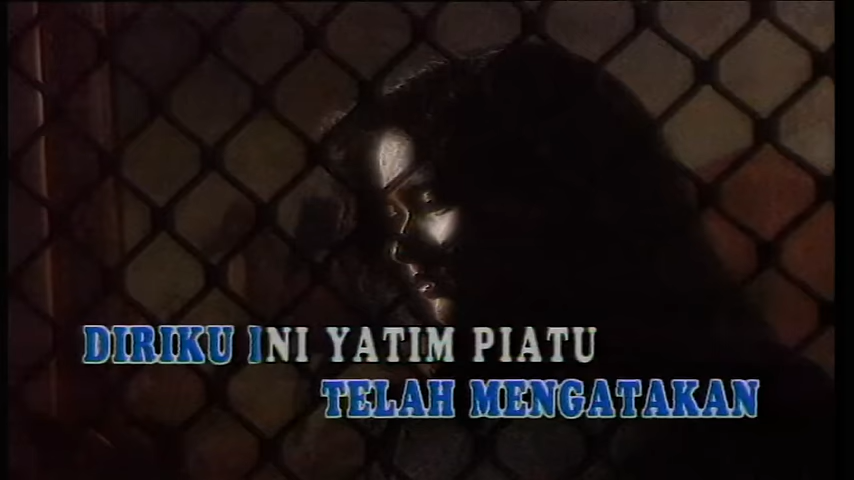 DIRIKU INI YATIM PIATU
TELAH MENGATAKAN